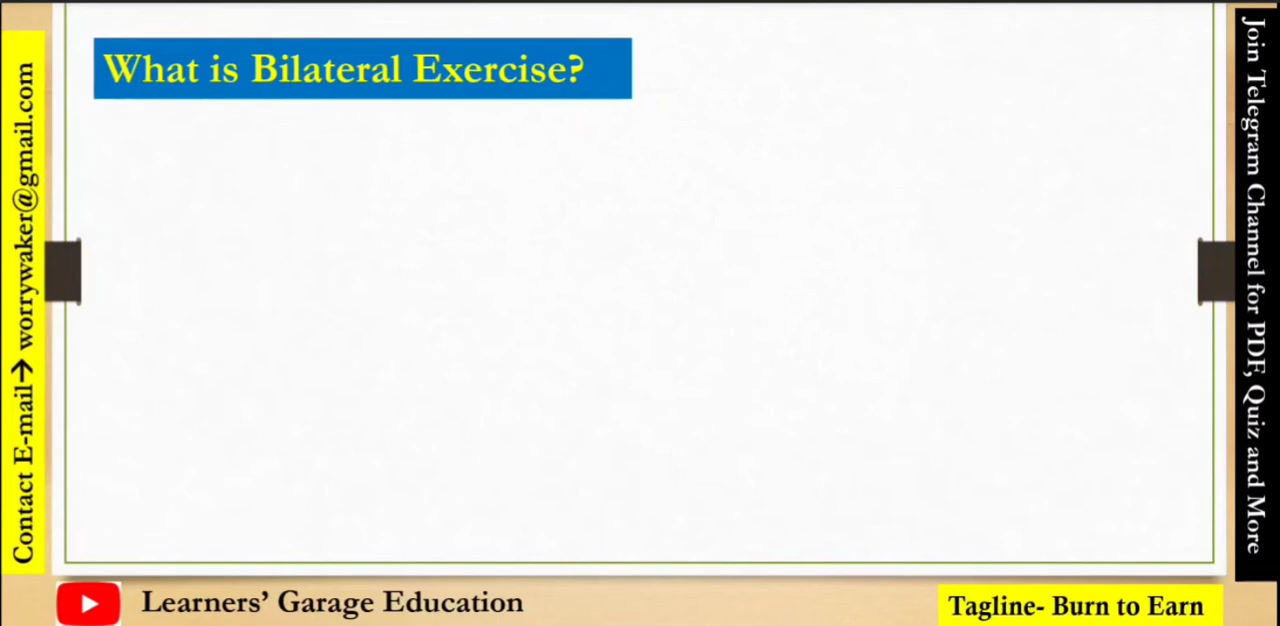 What is Bilateral Exercise?
Contact E-mail→ worrywaker@gmail.com
Join Telegram Channel for PDF, Quiz and More
Learners’ Garage Education
Tagline- Burn to Earn